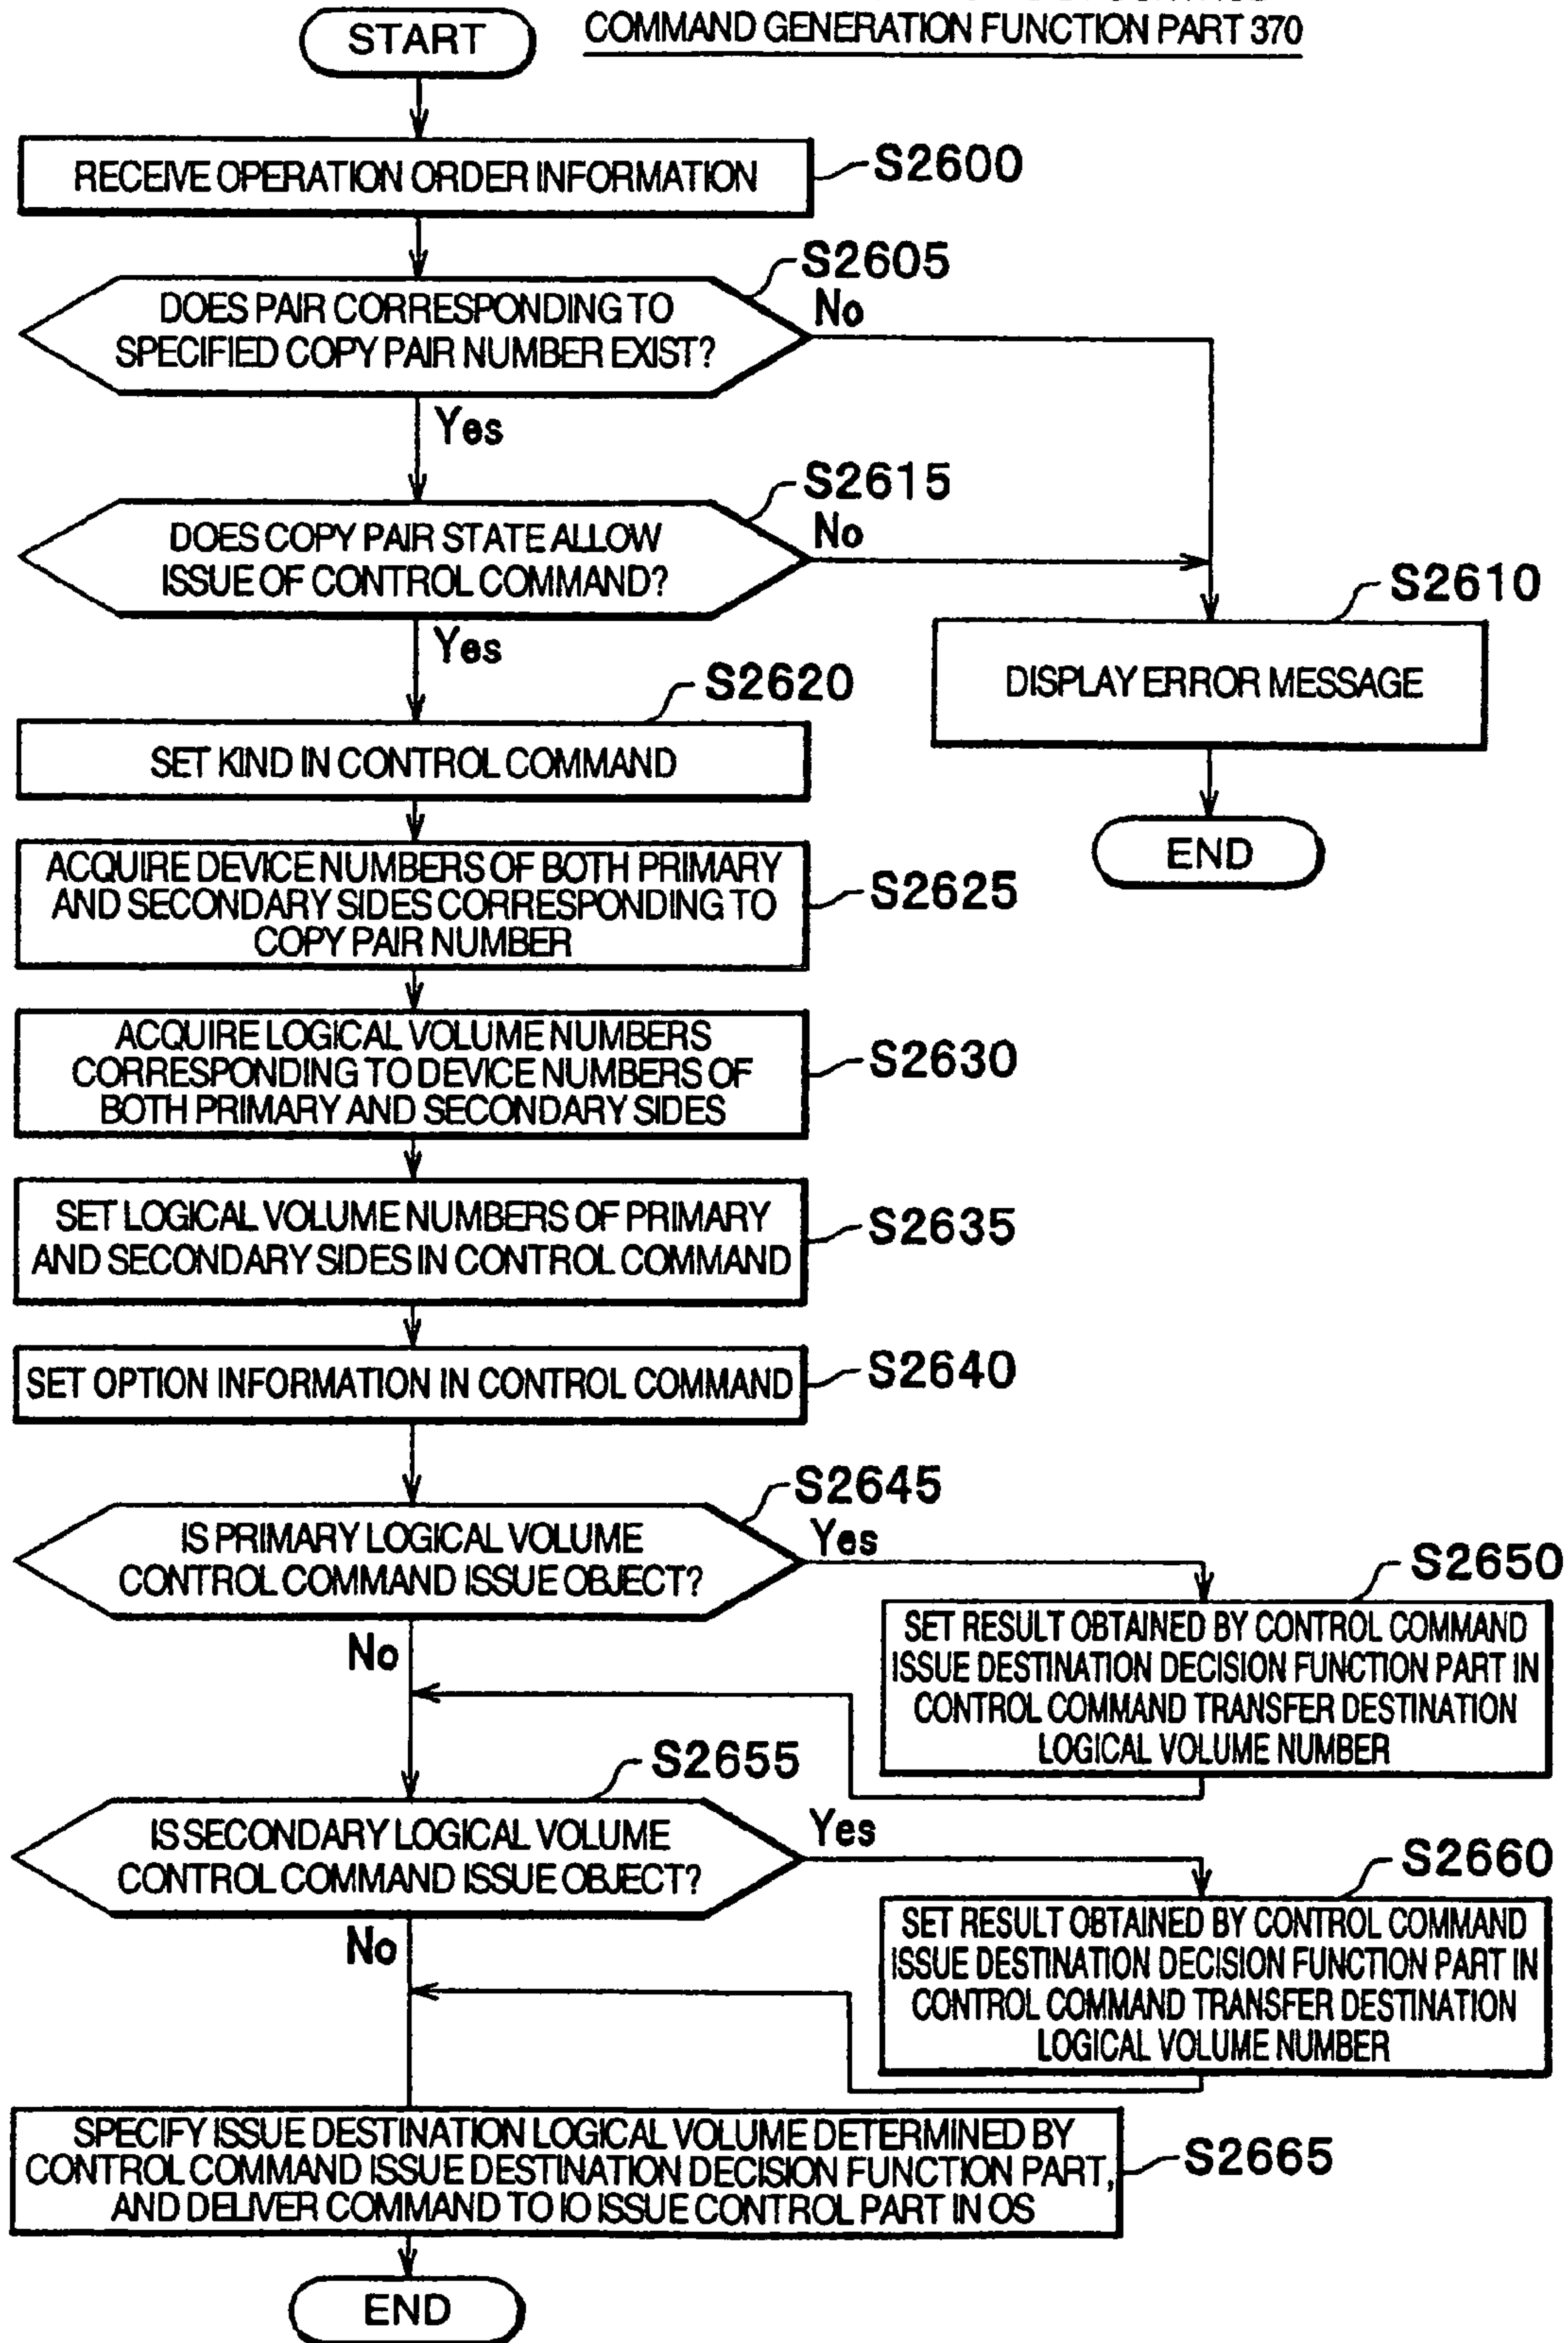 START
COMMAND GENERATION FUNCTION PART 370
RECEIVE OPERATION ORDER INFORMATION
S2600
S2605
DOES PAIR CORRESPONDING TO
SPECIFIED COPY PAIR NUMBER EXIST?
No
Yes
S2615
DOES COPY PAIR STATE ALLOW
ISSUE OF CONTROL COMMAND?
No
Yes
S2610
DISPLAY ERROR MESSAGE
END
S2620
SET KIND IN CONTROL COMMAND
ACQUIRE DEVICE NUMBERS OF BOTH PRIMARY
AND SECONDARY SIDES CORRESPONDING TO
COPY PAIR NUMBER
S2625
ACQUIRE LOGICAL VOLUME NUMBERS
CORRESPONDING TO DEVICE NUMBERS OF
BOTH PRIMARY AND SECONDARY SIDES
S2630
SET LOGICAL VOLUME NUMBERS OF PRIMARY
AND SECONDARY SIDES IN CONTROL COMMAND
S2635
SET OPTION INFORMATION IN CONTROL COMMAND
S2640
S2645
IS PRIMARY LOGICAL VOLUME
CONTROL COMMAND ISSUE OBJECT?
Yes
No
S2650
SET RESULT OBTAINED BY CONTROL COMMAND
ISSUE DESTINATION DECISION FUNCTION PART IN
CONTROL COMMAND TRANSFER DESTINATION
LOGICAL VOLUME NUMBER
S2655
IS SECONDARY LOGICAL VOLUME
CONTROL COMMAND ISSUE OBJECT?
Yes
No
S2660
SET RESULT OBTAINED BY CONTROL COMMAND
ISSUE DESTINATION DECISION FUNCTION PART IN
CONTROL COMMAND TRANSFER DESTINATION
LOGICAL VOLUME NUMBER
SPECIFY ISSUE DESTINATION LOGICAL VOLUME DETERMINED BY
CONTROL COMMAND ISSUE DESTINATION DECISION FUNCTION PART,
AND DELIVER COMMAND TO IO ISSUE CONTROL PART IN OS
S2665
END